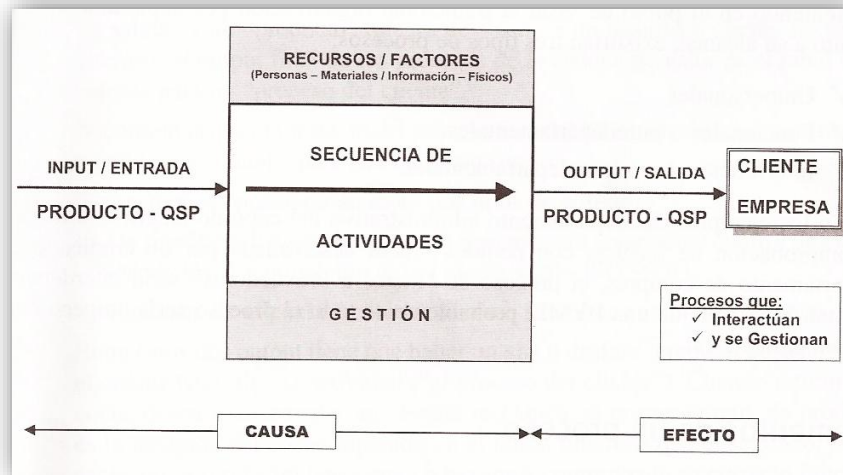 RECURSOS / FACTORES
(Personas – Materiales / Información – Físicos)
INPUT / ENTRADA
PRODUCTO - QSP
SECUENCIA DE
ACTIVIDADES
GESTIÓN
OUTPUT / SALIDA
PRODUCTO - QSP
CLIENTE
EMPRESA
Procesos que:
✓ Interactúan
✓ y se Gestionan
CAUSA
EFECTO